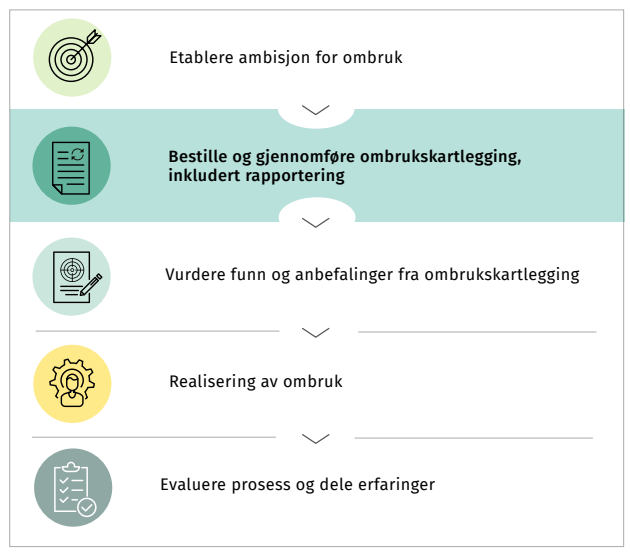 Etablere ambisjon for ombruk
Bestille og gjennomføre ombrukskartlegging,
inkludert rapportering
Vurdere funn og anbefalinger fra ombrukskartlegging
Realisering av ombruk
Evaluere prosess og dele erfaringer